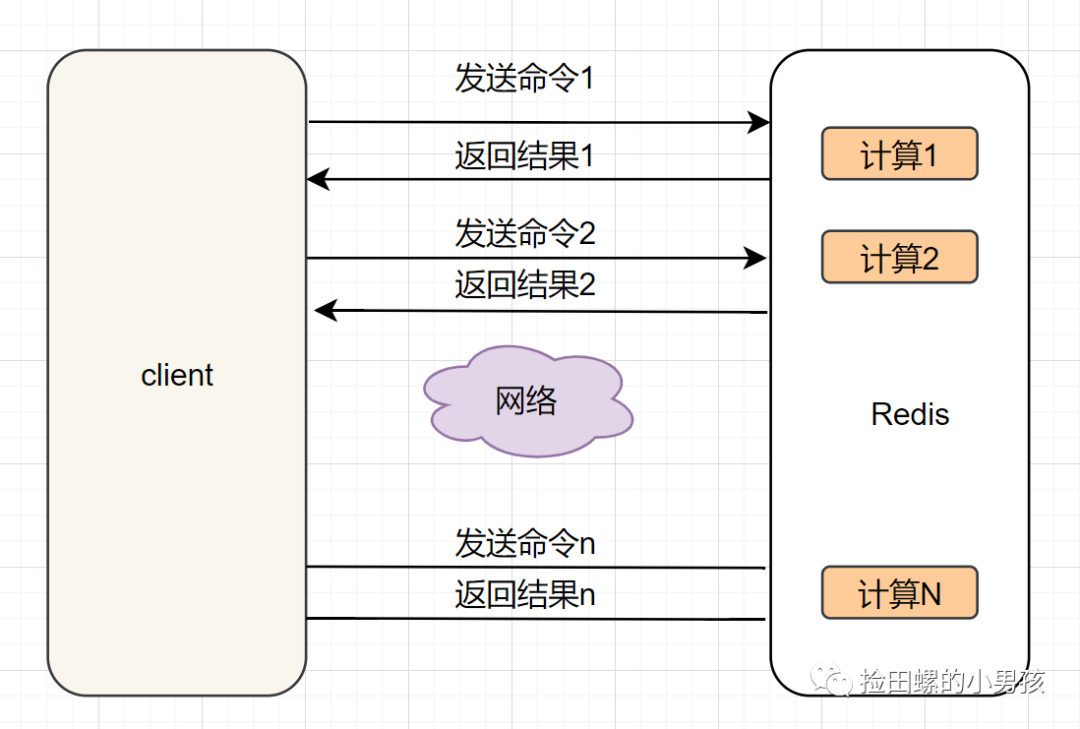 发送命令1
返回结果1
计算1
发送命令2
返回结果2
计算2
client
网络
Redis
发送命令n
返回结果n
计算N
捡田螺的小男孩